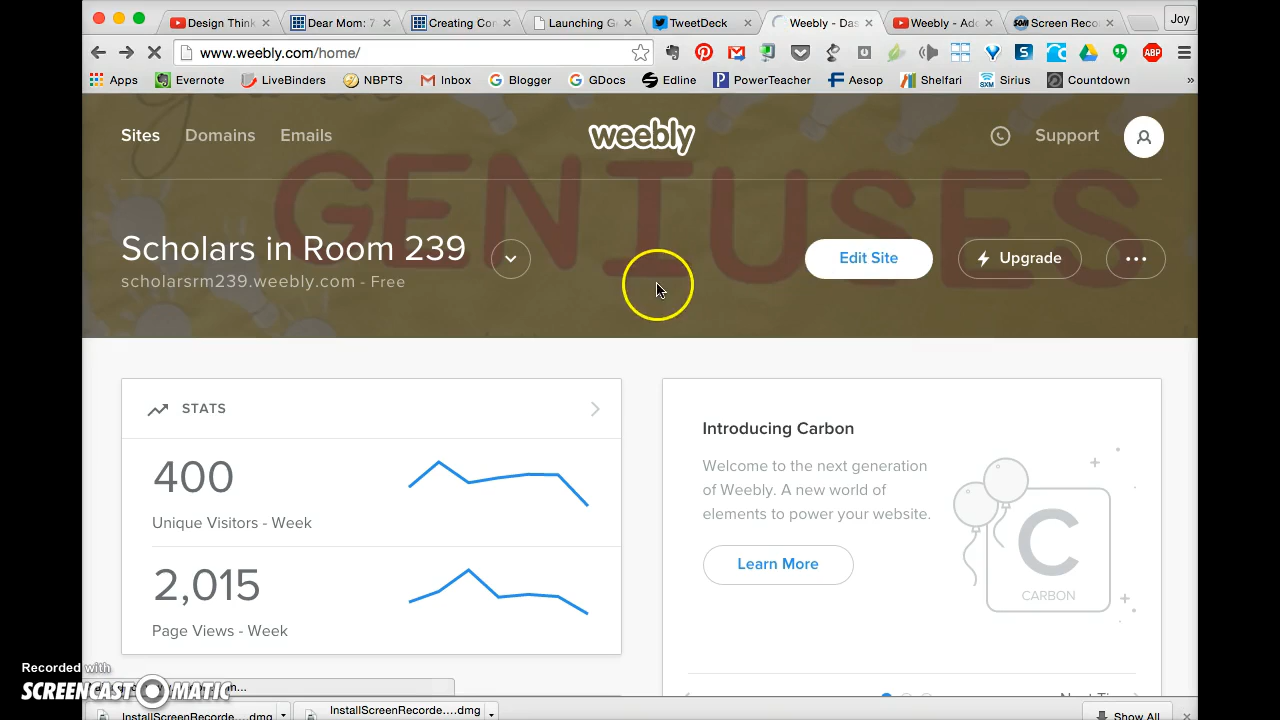 Design Think
Dear Mom: 7
Creating Co
Launching G
TweetDeck
Weebly - Da
Weebly - Ad
Screen Rec
Joy
www.weebly.com/home/
Apps Evernote LiveBinders NBPTS Inbox Blogger GDocs Edline PowerTeach Aesop Shelfari Sirius Countdown »
Sites Domains Emails weebly Support
GENIUSES
Scholars in Room 239 Edit Site Upgrade
scholarsrm239.weebly.com - Free
STATS
400
Unique Visitors - Week
2,015
Page Views - Week
Introducing Carbon
Welcome to the next generation
of Weebly. A new world of
elements to power your website.
Learn More
C
CARBON
Recorded with
SCREENCAST-O-MATIC
InstallScreenRecorde....dmg InstallScreenRecorde....dmg Show All